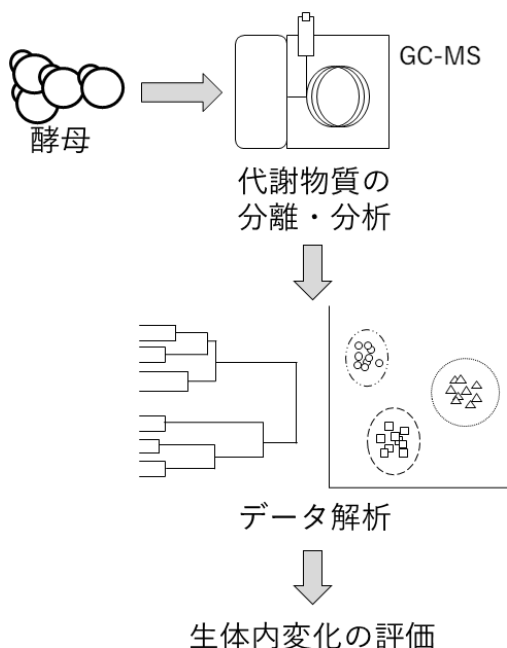 GC-MS
酵母
代謝物質の
分離・分析
データ解析
生体内変化の評価